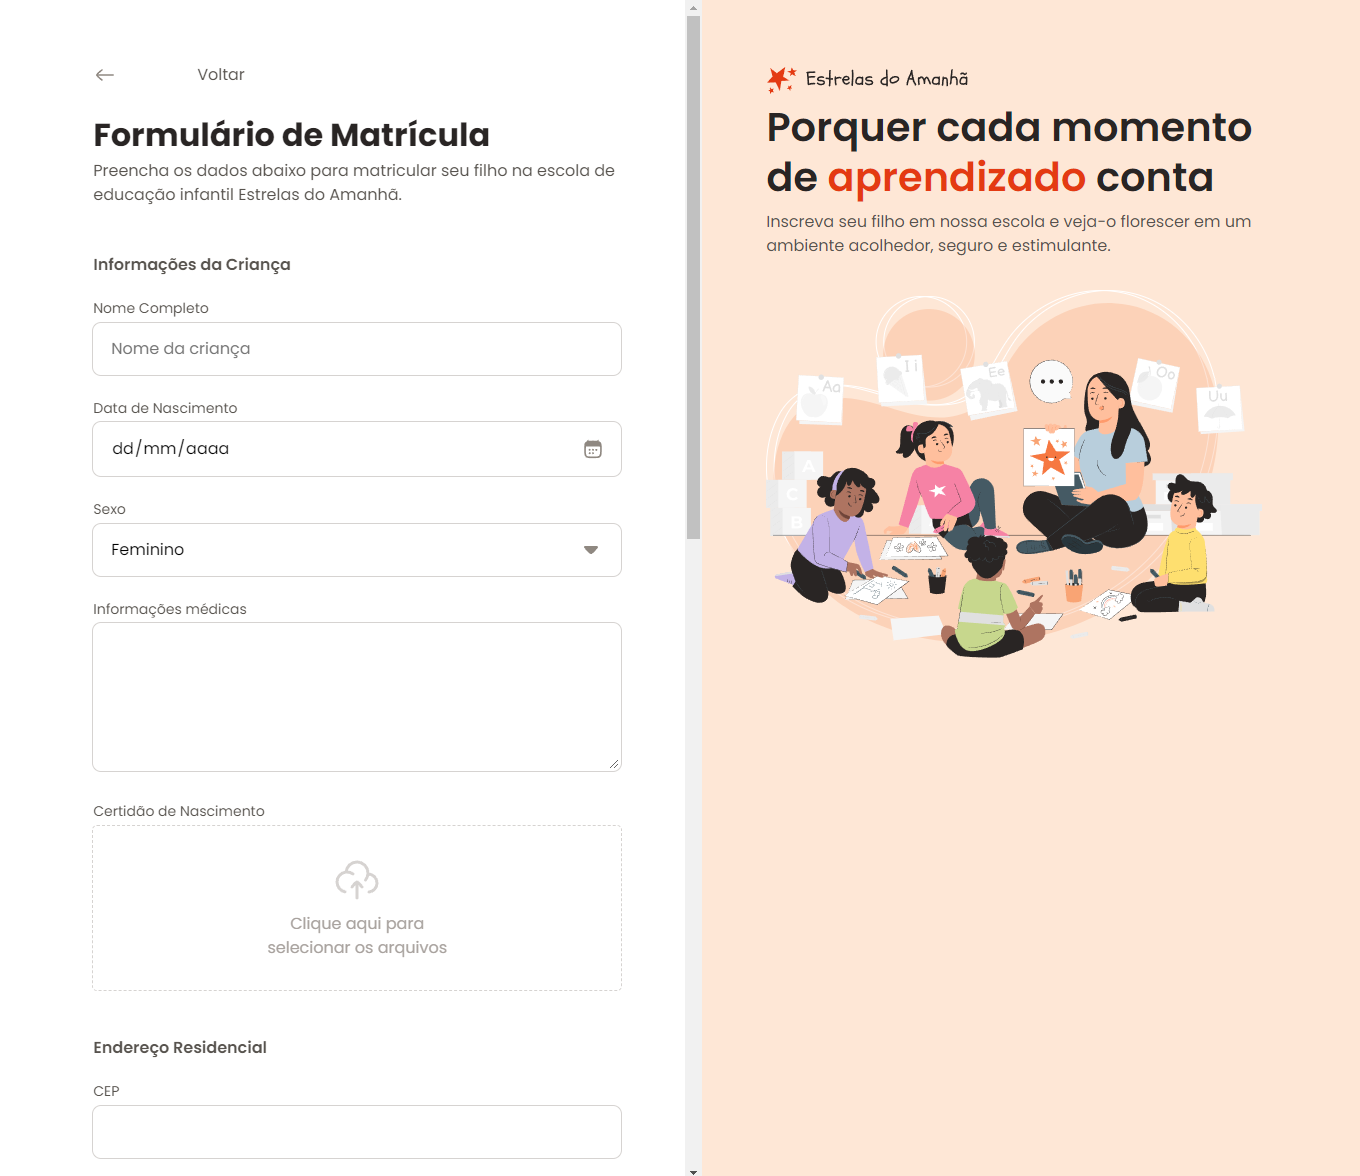 Voltar
Formulário de Matrícula
Preencha os dados abaixo para matricular seu filho na escola de
educação infantil Estrelas do Amanhã.
Informações da Criança
Nome Completo
Nome da criança
Data de Nascimento
dd/mm/aaaa
Sexo
Feminino
Informações médicas
Certidão de Nascimento
Clique aqui para
selecionar os arquivos
Endereço Residencial
CEP
Estrelas do Amanhã
Porquer cada momento
de aprendizado conta
Inscreva seu filho em nossa escola e veja-o florescer em um
ambiente acolhedor, seguro e estimulante.
Aa
I i
Ee
Oo
Uu
A
C
B